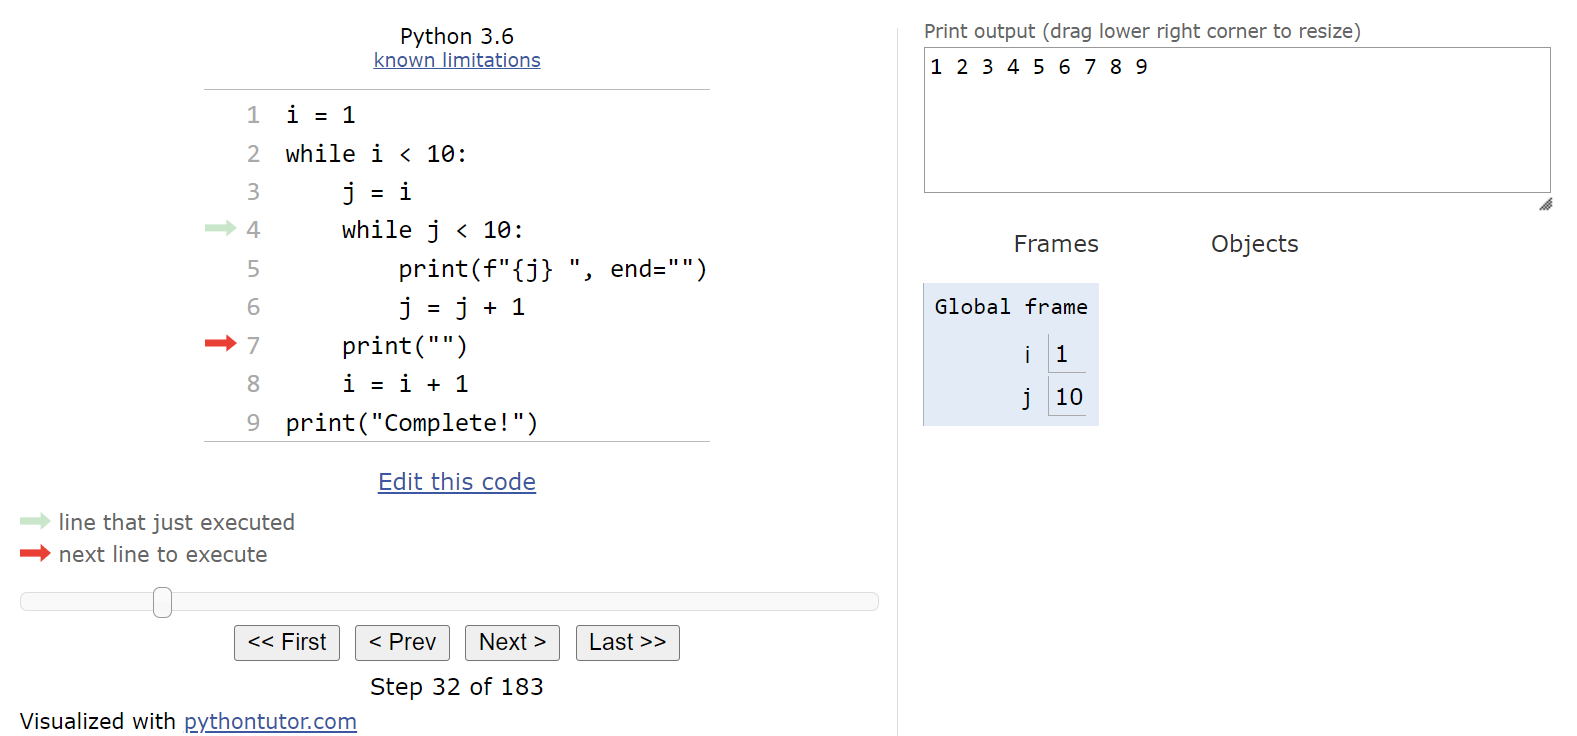 Python 3.6
known limitations
1 i = 1
2 while i < 10:
3     j = i
4     while j < 10:
5         print(f"{j} ", end="")
6         j = j + 1
7     print("")
8     i = i + 1
9 print("Complete!")
Edit this code
line that just executed
next line to execute
<< First < Prev Next > Last >>
Step 32 of 183
Visualized with pythontutor.com
Print output (drag lower right corner to resize)
1 2 3 4 5 6 7 8 9
Frames Objects
Global frame
i 1
j 10